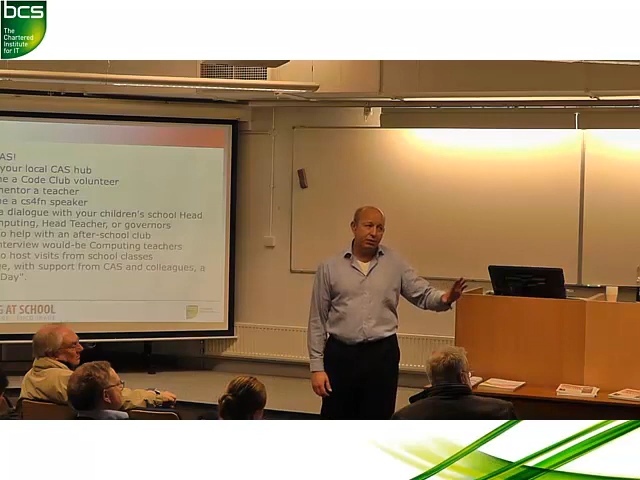 bcs
The
Chartered
Institute
for IT
AS!
your local CAS hub
e a Code Club volunteer
mentor a teacher
e a cs4fn speaker
a dialogue with your children's school Head
mputing, Head Teacher, or governors
o help with an after-school club
nterview would-be Computing teachers
o host visits from school classes
e, with support from CAS and colleagues, a
Day".
G AT SCHOOL